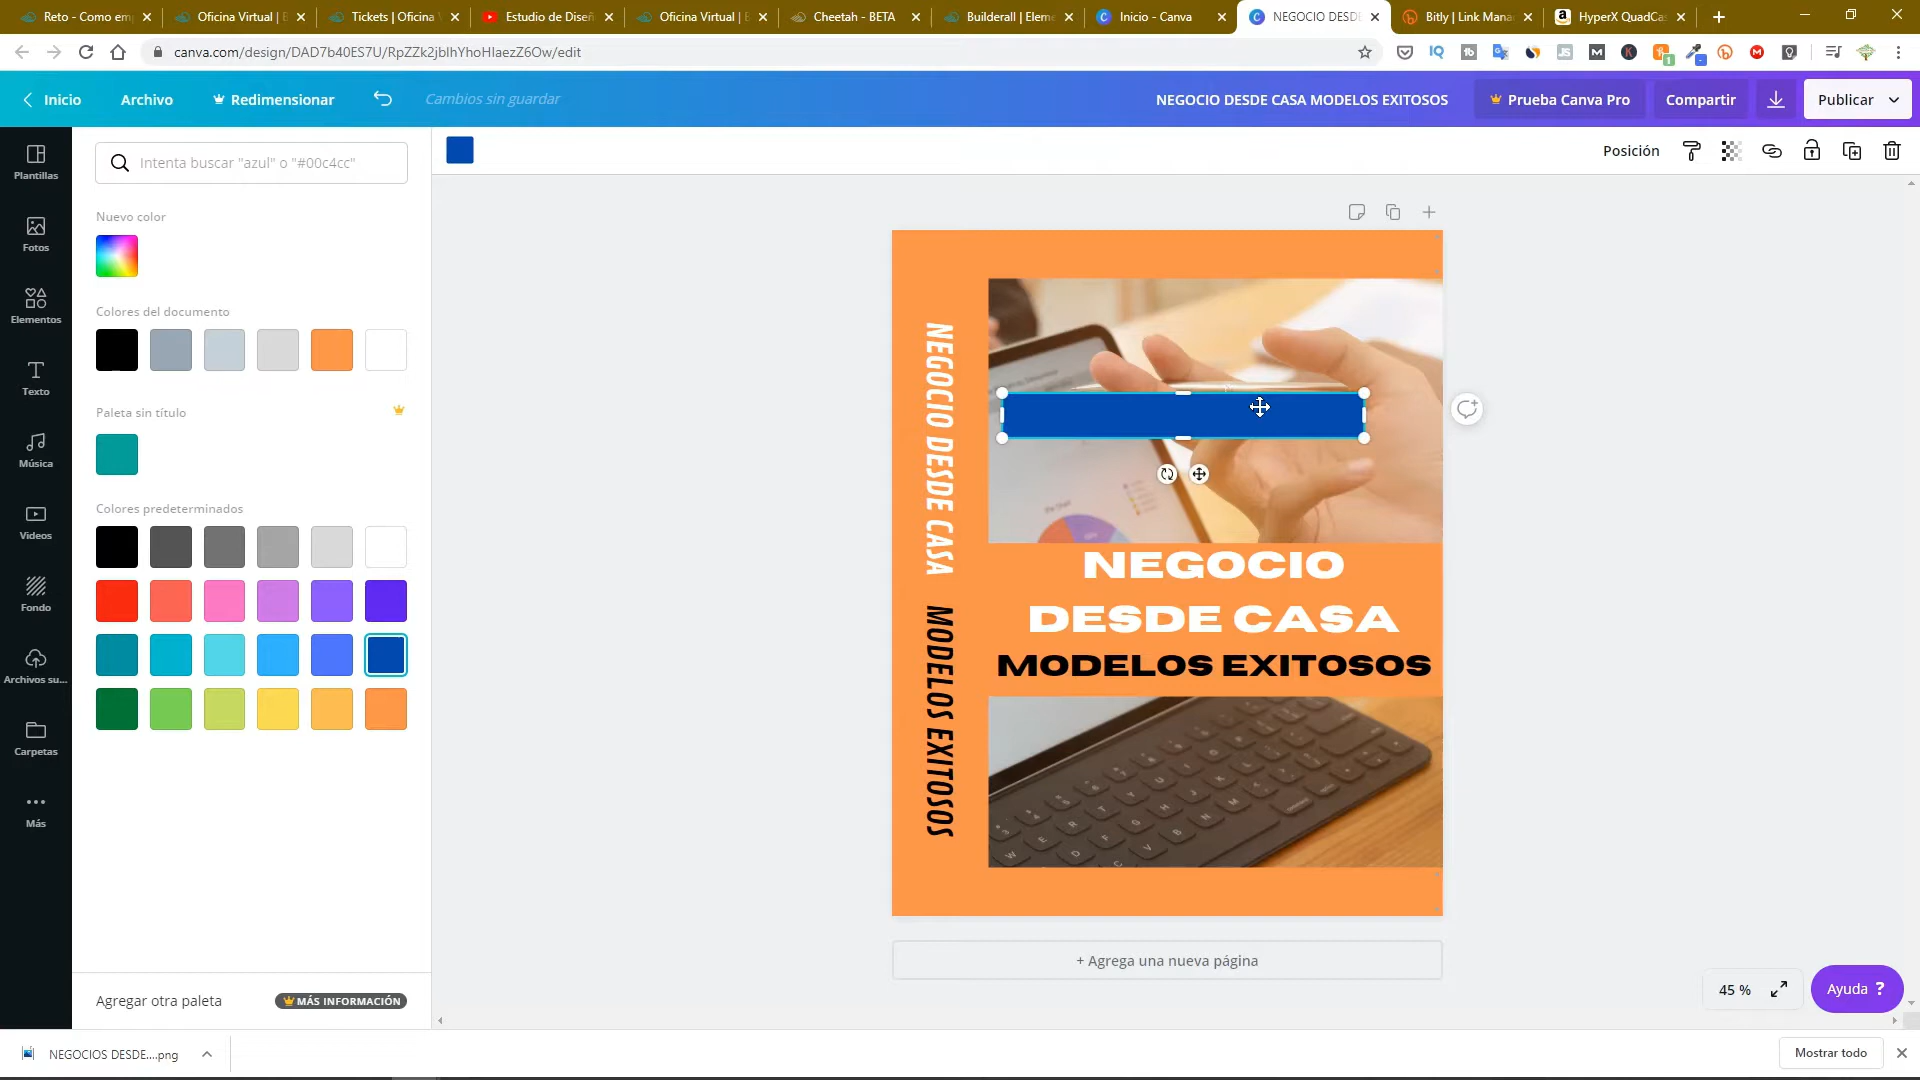 Reto - Como em
Oficina Virtual | E
Tickets | Oficina V
Estudio de Diseñ
Oficina Virtual | E
Cheetah - BETA
Builderall | Elem
Inicio - Canva
NEGOCIO DESDE
Bitly | Link Mana
HyperX QuadCas
canva.com/design/DAD7b40ES7U/RpZZk2jblhYhoHIaezZ6Ow/edit
Inicio
Archivo
Redimensionar
Cambios sin guardar
NEGOCIO DESDE CASA MODELOS EXITOSOS
Prueba Canva Pro
Compartir
Publicar
Posición
Plantillas
Fotos
Elementos
Texto
Música
Videos
Fondo
Archivos su...
Carpetas
Más
Intenta buscar "azul" o "#00c4cc"
Nuevo color
Colores del documento
Paleta sin título
Colores predeterminados
Agregar otra paleta
MÁS INFORMACIÓN
NEGOCIO DESDE CASA MODELOS EXITOSOS
NEGOCIO
DESDE CASA
MODELOS EXITOSOS
+ Agrega una nueva página
45 %
Ayuda ?
NEGOCIOS DESDE....png
Mostrar todo